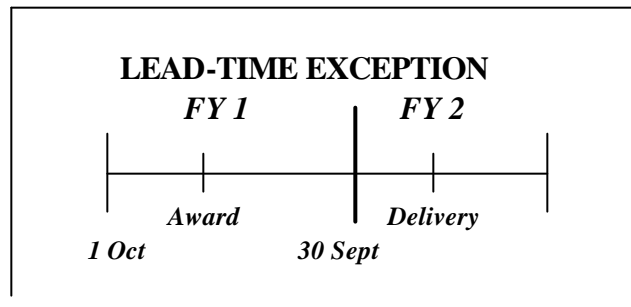 LEAD-TIME EXCEPTION
FY 1 FY 2
Award Delivery
1 Oct 30 Sept